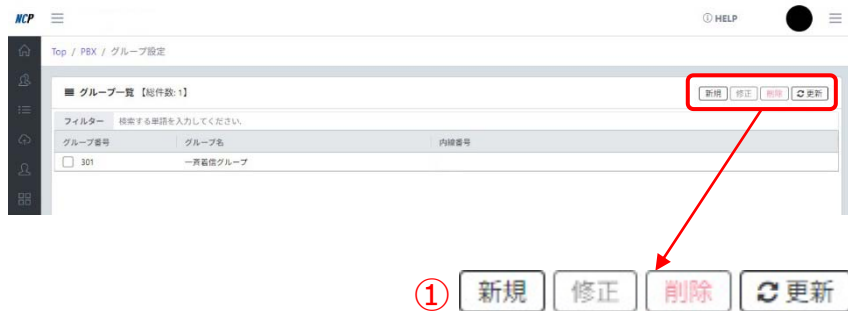 NCP HELP
Top / PBX / グループ設定
グループ一覧 【総件数: 1】 新規 修正 削除 更新
フィルター 検索する単語を入力してください。
グループ番号 グループ名 内線番号
301 一斉着信グループ
① 新規 修正 削除 更新